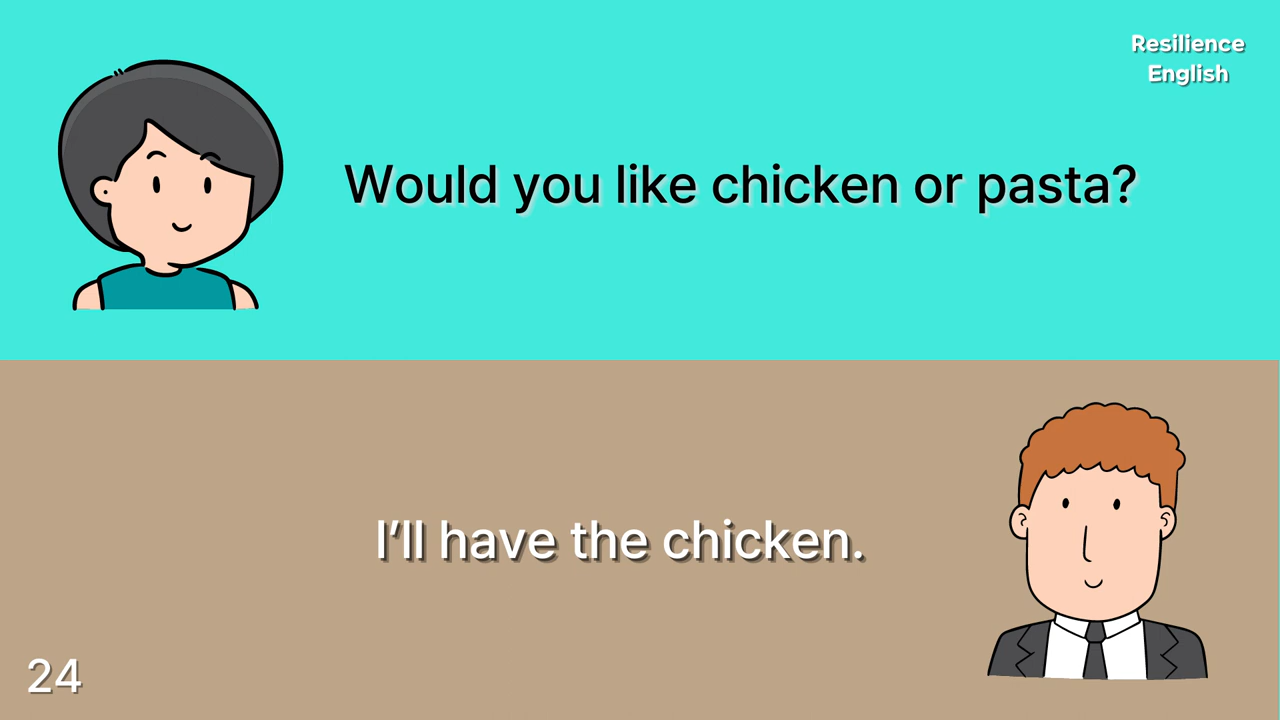 Resilience
English
Would you like chicken or pasta?
I’ll have the chicken.
24